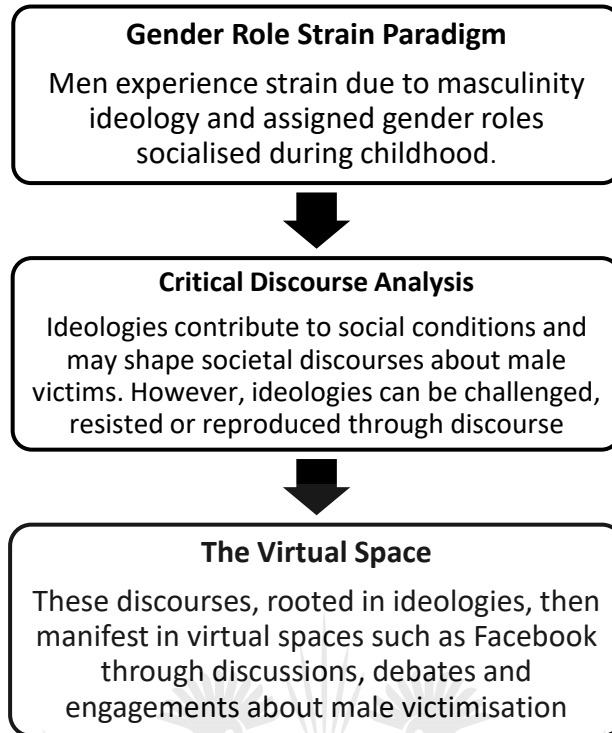 Gender Role Strain Paradigm
Men experience strain due to masculinity
ideology and assigned gender roles
socialised during childhood.
Critical Discourse Analysis
Ideologies contribute to social conditions and
may shape societal discourses about male
victims. However, ideologies can be challenged,
resisted or reproduced through discourse
The Virtual Space
These discourses, rooted in ideologies, then
manifest in virtual spaces such as Facebook
through discussions, debates and
engagements about male victimisation